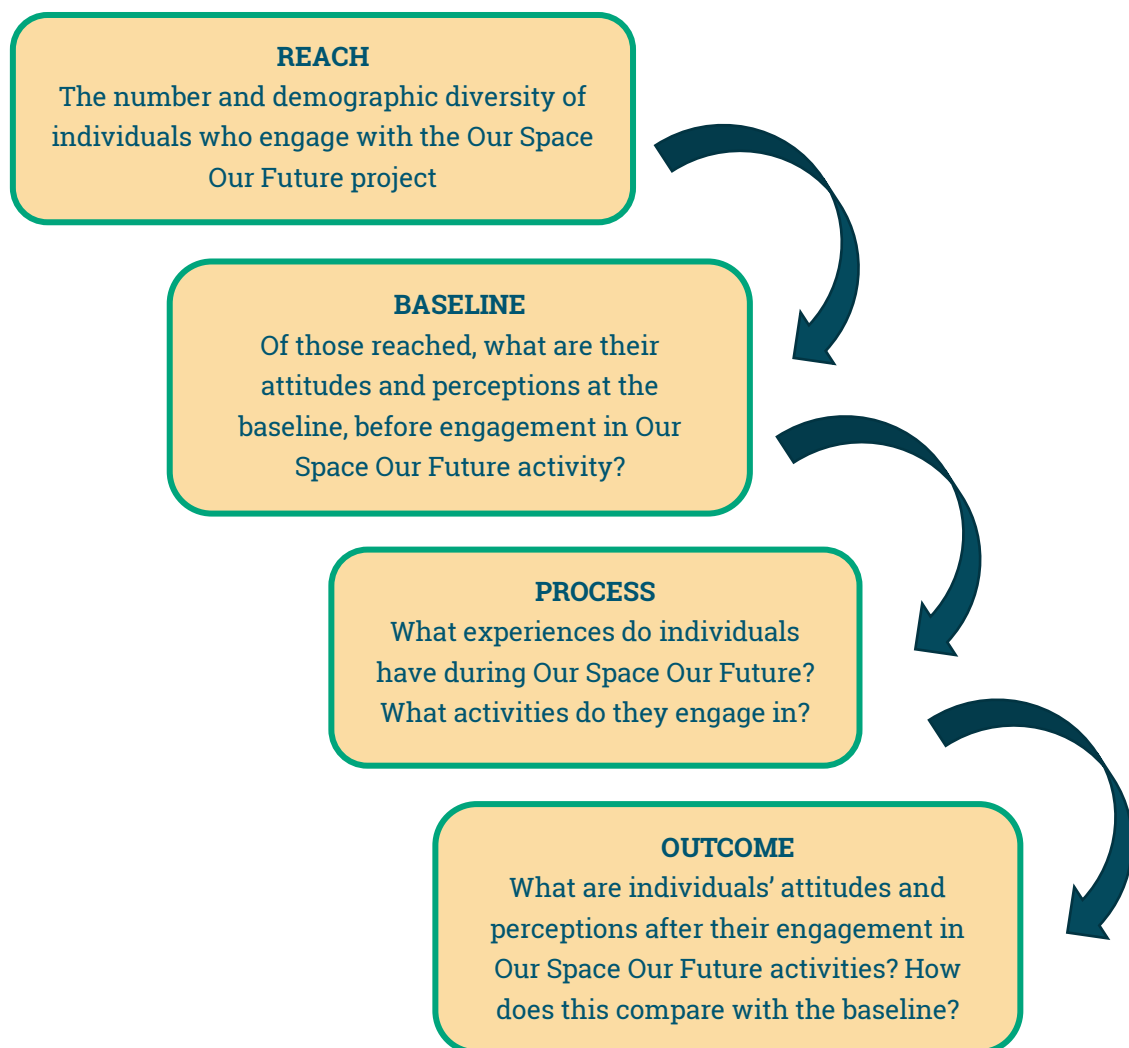 REACH
The number and demographic diversity of
individuals who engage with the Our Space
Our Future project
BASELINE
Of those reached, what are their
attitudes and perceptions at the
baseline, before engagement in Our
Space Our Future activity?
PROCESS
What experiences do individuals
have during Our Space Our Future?
What activities do they engage in?
OUTCOME
What are individuals’ attitudes and
perceptions after their engagement in
Our Space Our Future activities? How
does this compare with the baseline?